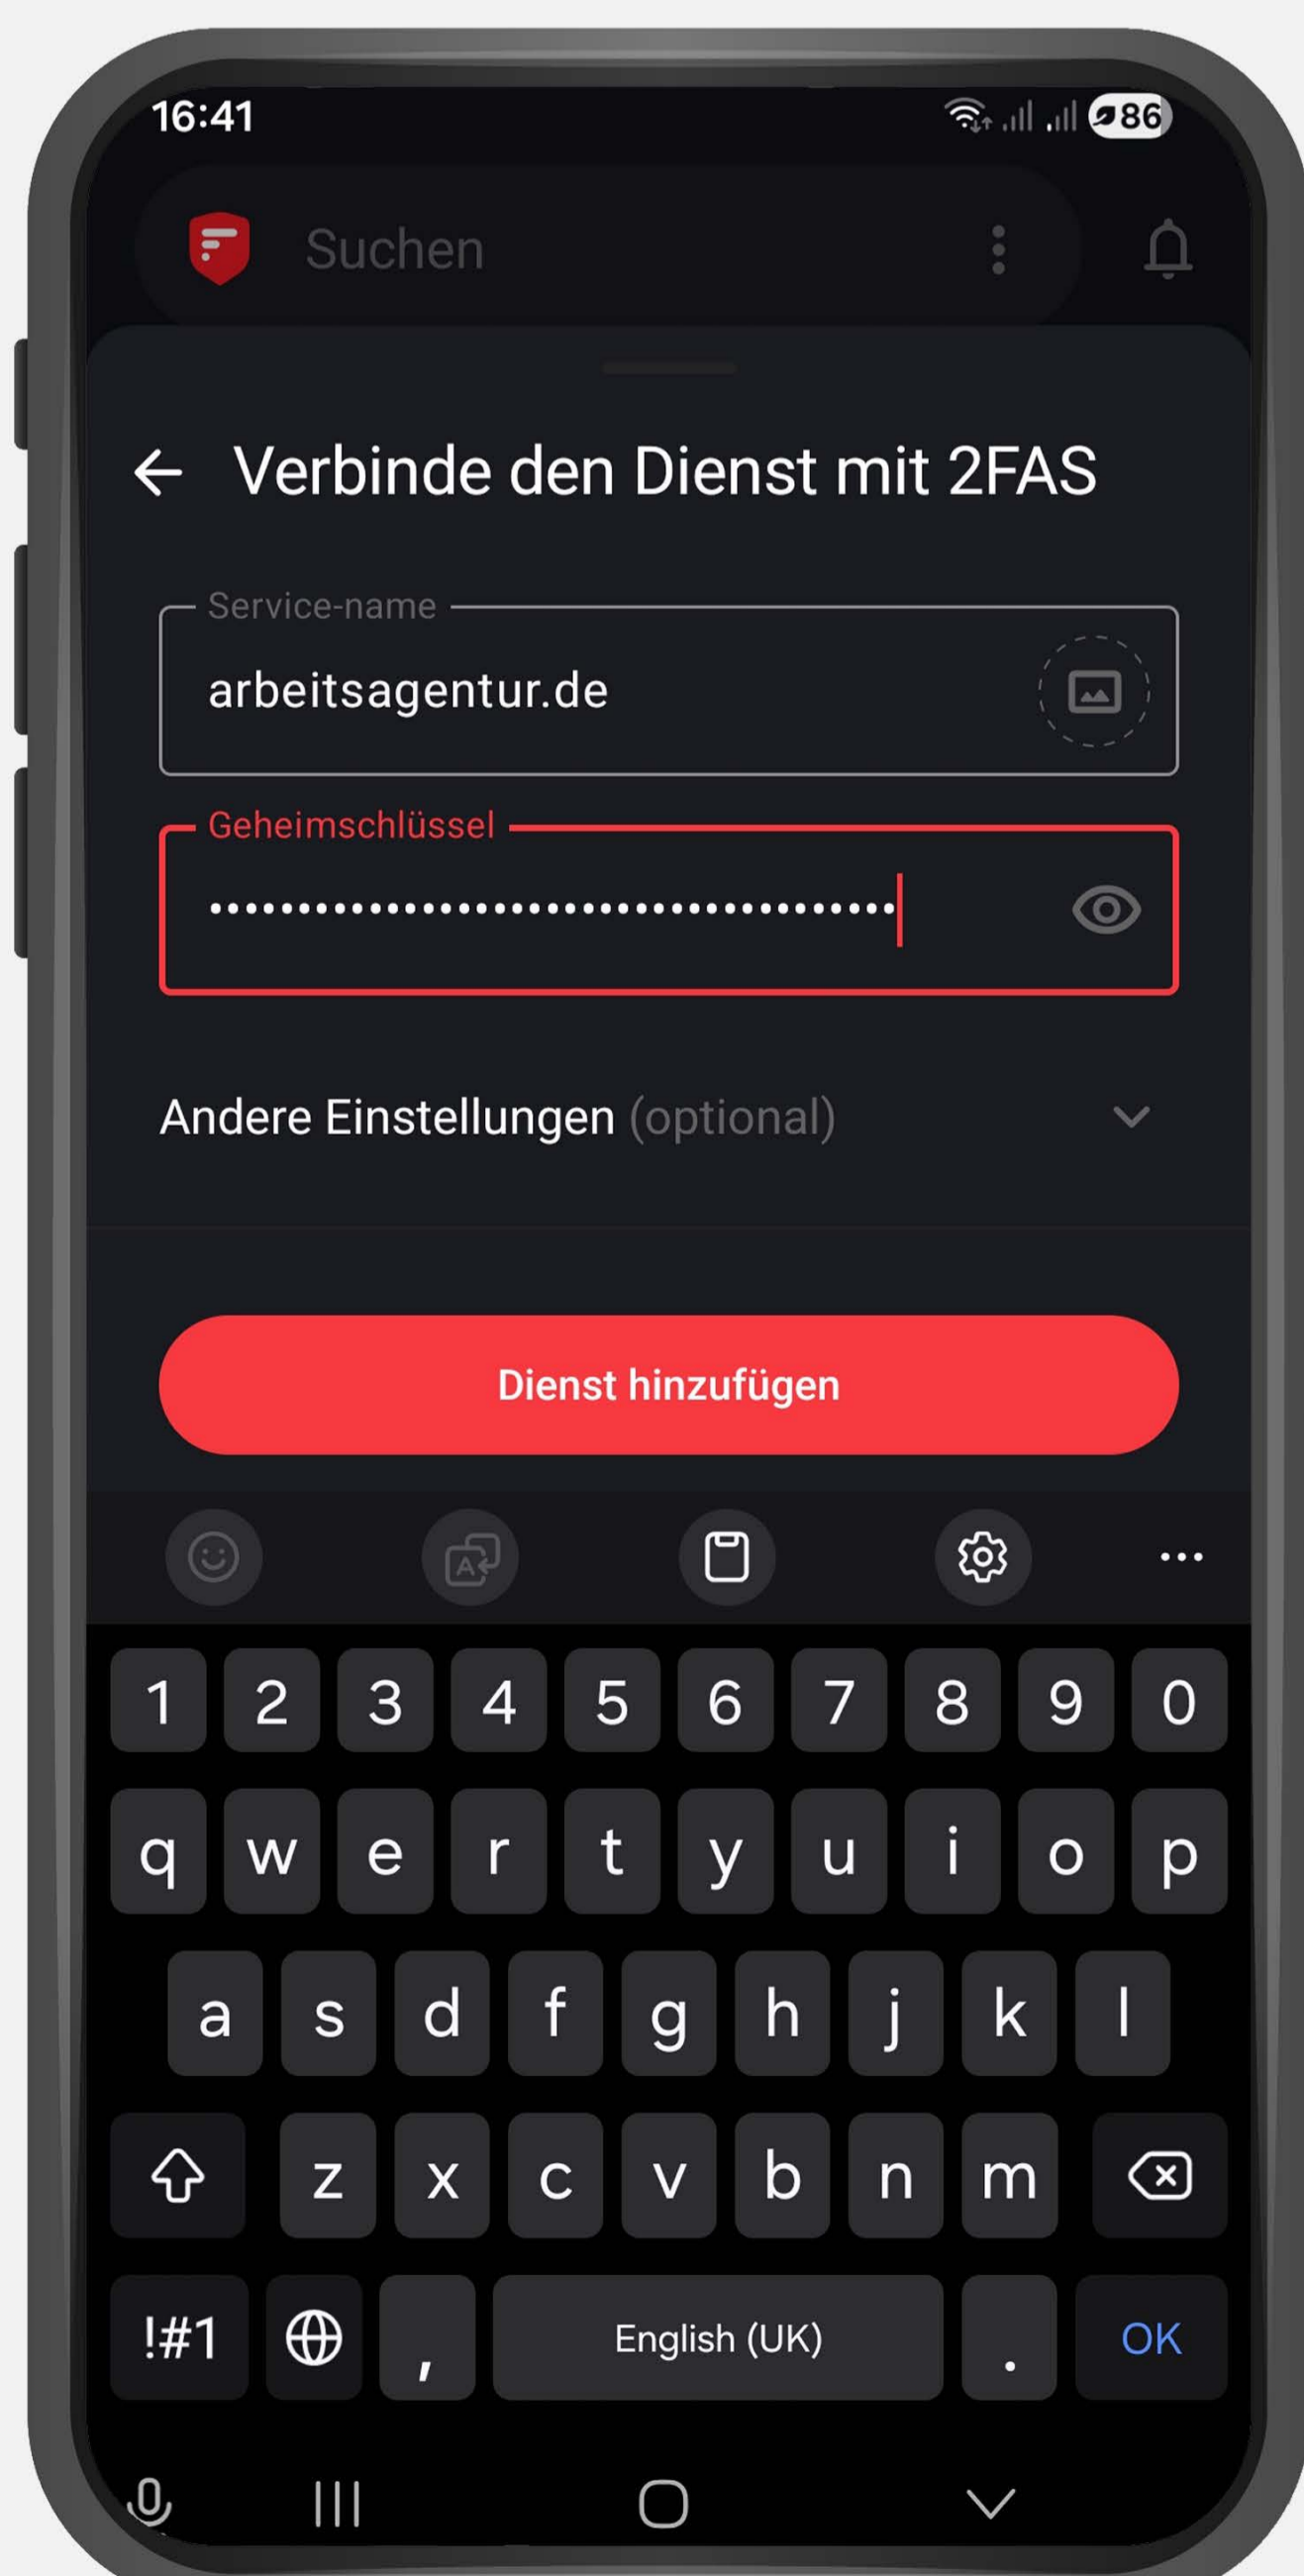 16:41
86
Suchen
Verbinde den Dienst mit 2FAS
Service-name
arbeitsagentur.de
Geheimschlüssel
•••••••••••••••••••••••••••••••••••••••
Andere Einstellungen (optional)
Dienst hinzufügen
1 2 3 4 5 6 7 8 9 0
q w e r t y u i o p
a s d f g h j k l
z x c v b n m
!#1 , English (UK) . OK